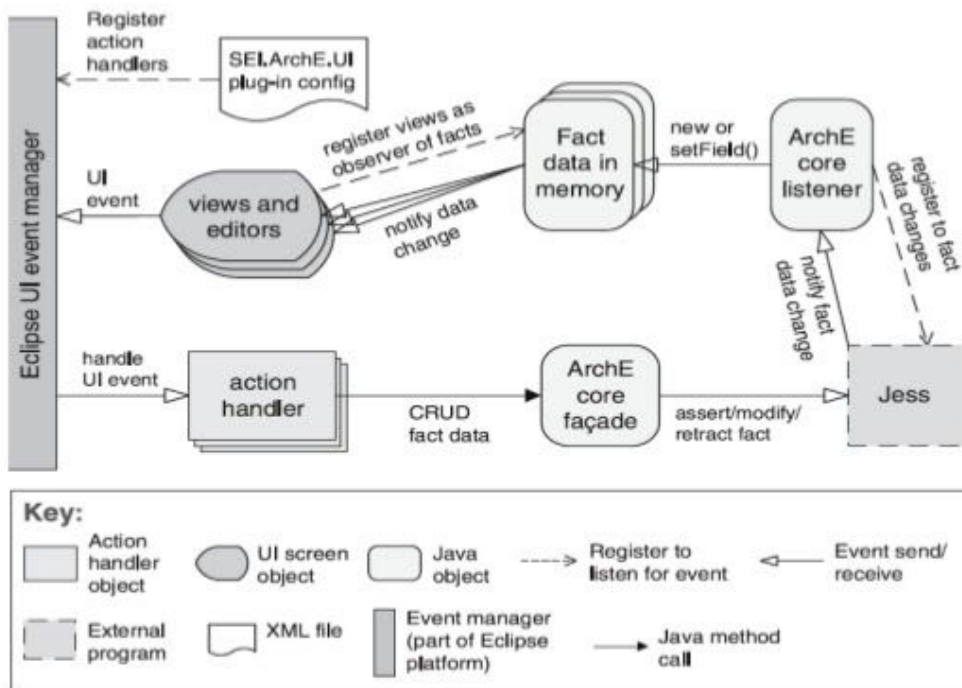 Register
action
handlers
SEI.ArchE.UI
plug-in config
register views as
observer of facts
Fact
data in
memory
new or
setField()
ArchE
core
listener
register to fact
data changes
UI
event
views and
editors
notify data
change
notify fact
data change
Eclipse UI event manager
handle
UI event
action
handler
CRUD
fact data
ArchE
core
façade
assert/modify/
retract fact
Jess
Key:
Action
handler
object
UI screen
object
Java
object
Register to
listen for event
Event send/
receive
External
program
XML file
Event manager
(part of Eclipse
platform)
Java method
call